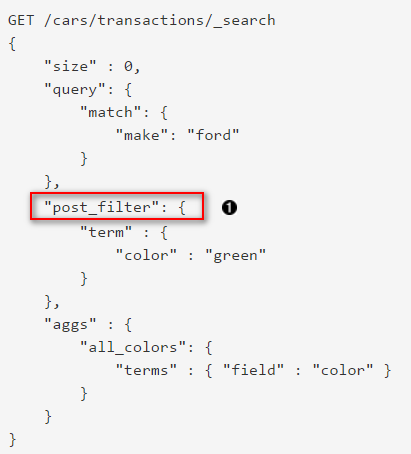 GET /cars/transactions/_search
{
    "size" : 0,
    "query": {
        "match": {
            "make": "ford"
        }
    },
    "post_filter": {    ❶
        "term" : {
            "color" : "green"
        }
    },
    "aggs" : {
        "all_colors": {
            "terms" : { "field" : "color" }
        }
    }
}